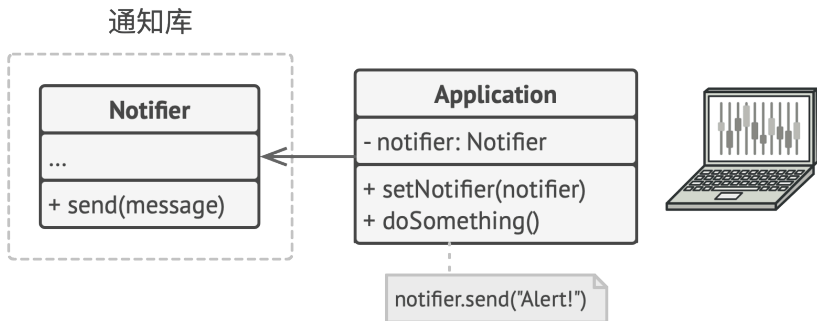 通知库
Notifier
...
+ send(message)
Application
- notifier: Notifier
+ setNotifier(notifier)
+ doSomething()
notifier.send("Alert!")